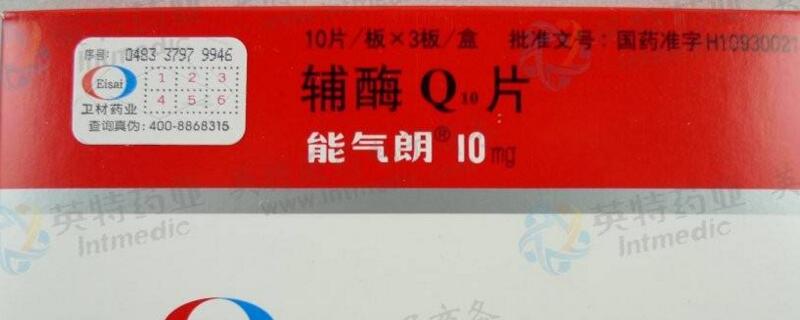 10片/板×3板/盒 批准文号：国药准字H10930021
序号: 0483 3797 9946
Eisai
1 2 3
4 5 6
卫材药业
查询真伪: 400-8868315
辅酶Q10片
能气朗® 10mg
英特药业
Intmedic
英特药业
Intmedic